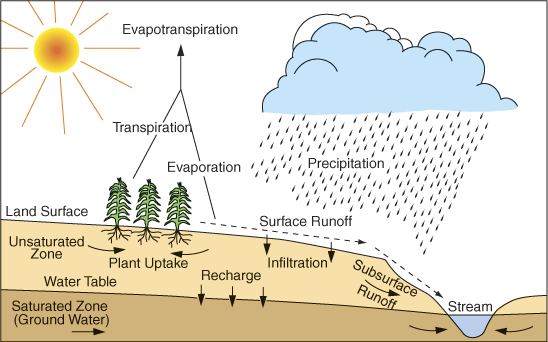 Evapotranspiration
Transpiration
Evaporation
Precipitation
Land Surface
Surface Runoff
Unsaturated
Zone
Plant Uptake
Infiltration
Subsurface
Runoff
Water Table
Recharge
Stream
Saturated Zone
(Ground Water)